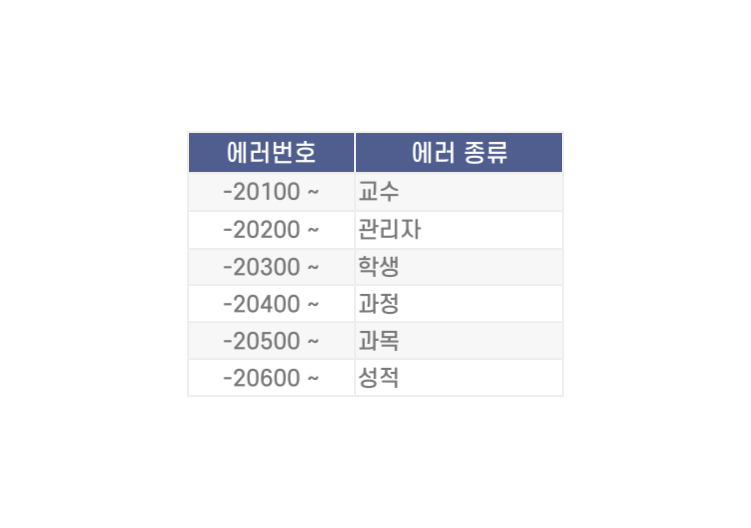 에러번호 에러 종류
-20100 ~ 교수
-20200 ~ 관리자
-20300 ~ 학생
-20400 ~ 과정
-20500 ~ 과목
-20600 ~ 성적